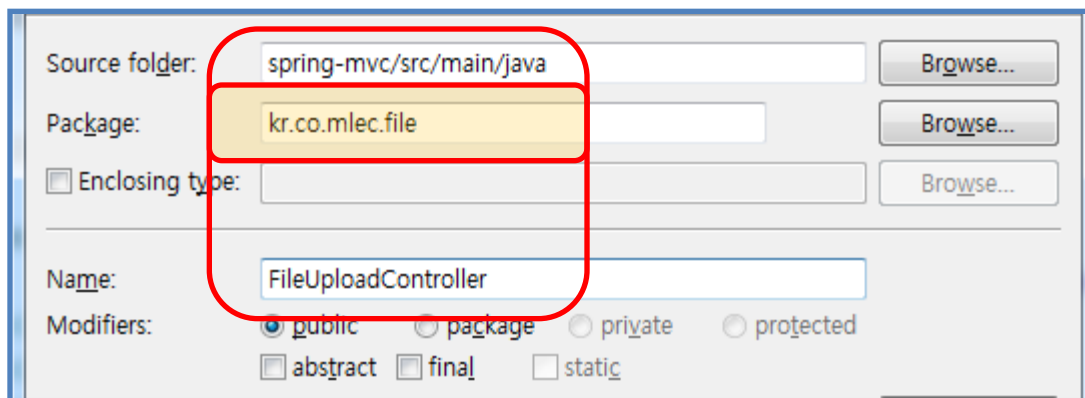 Source folder: spring-mvc/src/main/java Browse...
Package: kr.co.mlec.file Browse...
Enclosing type: Browse...
Name: FileUploadController
Modifiers: public package private protected
abstract final static